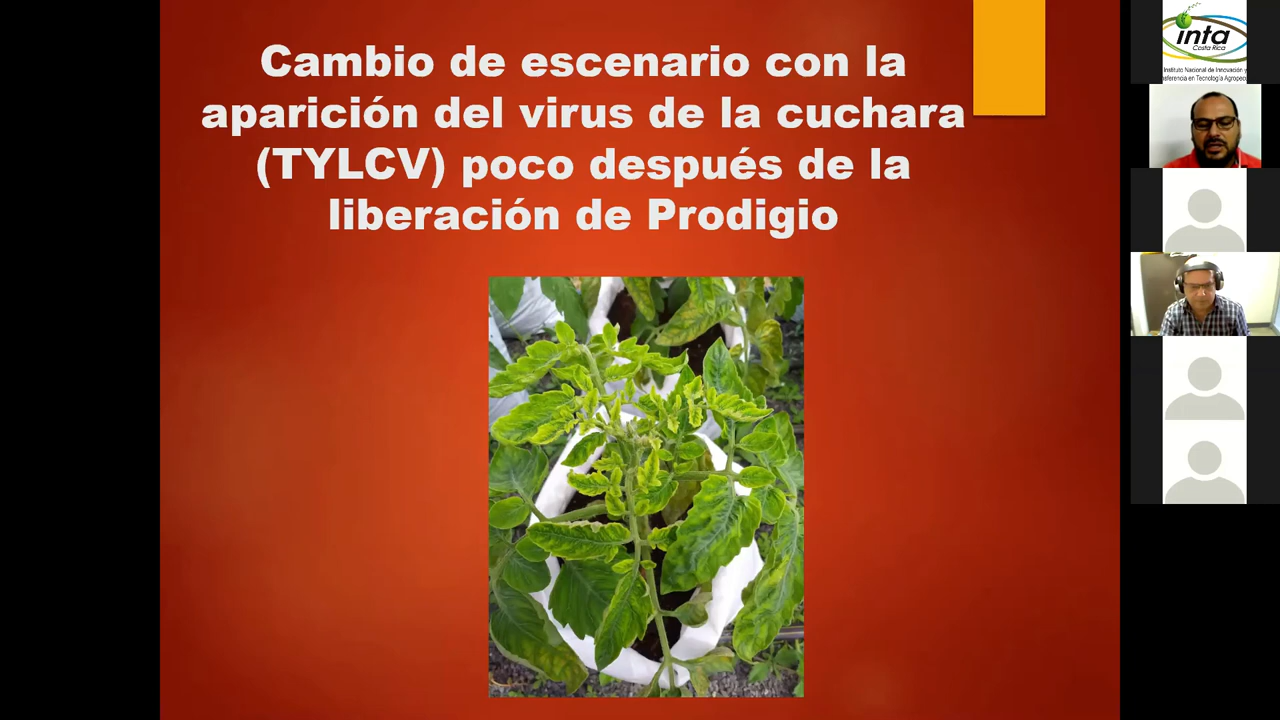 Cambio de escenario con la
aparición del virus de la cuchara
(TYLCV) poco después de la
liberación de Prodigio
inta
Costa Rica
Instituto Nacional de Innovación y
nsferencia en Tecnología Agropec